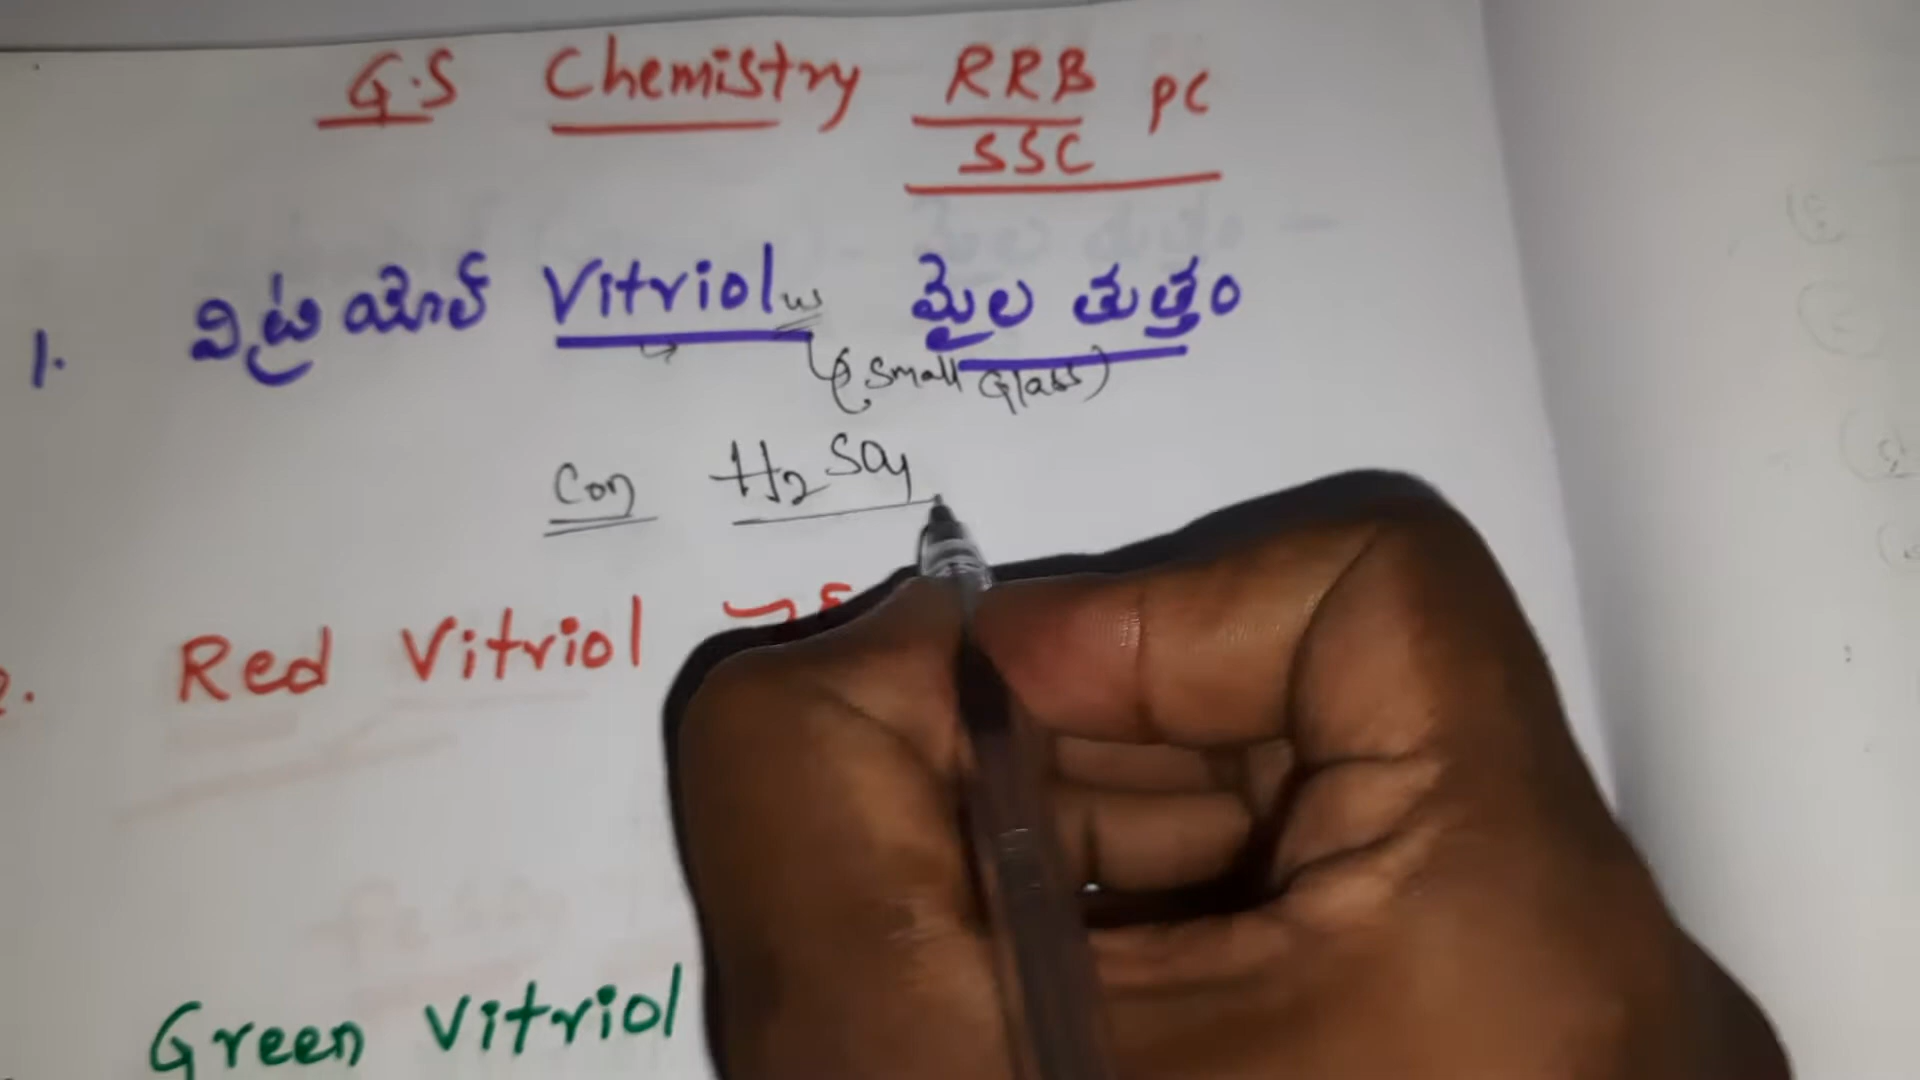 G.S Chemistry RRB PC
SSC
1. విట్రియోల్ Vitriol మైల తుత్తం
(Small Glass)
Con H2SO4
2. Red Vitriol
Green Vitriol